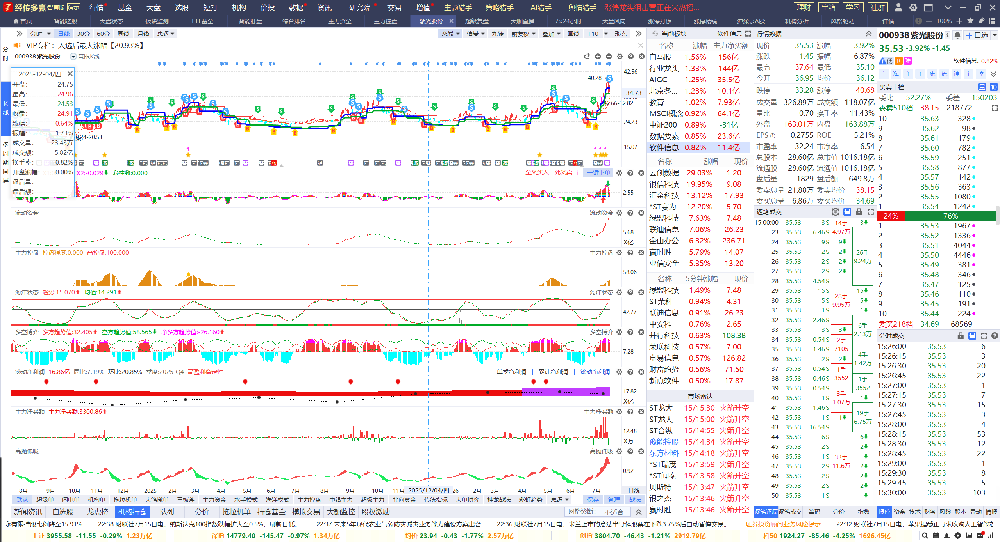 经传多赢 智尊版 演示 行情 基金 大盘 选股 短打 机构 价投 数据 资讯 研究院 交易 增值 主题猎手 策略猎手 AI猎手 舆情猎手 涨停龙头狙击营正在火热招... 理财 宝箱 学习 社群
首页 智能选股 大盘状态 板块监测 ETF基金 智能盯盘 综合排名 主力资金 主力控盘 紫光股份 超级复盘 大咖直播 7×24小时 大盘风向 涨停打板 涨停棱镜 沪深京A股 机构分析 风格轮动 详情 100%
分时 日线 30分 60分 周线 月线 更多 交易 信号 九转 前复权 叠加 画线 F10 形态
VIP专栏：入选后最大涨幅【20.93%】
000938 紫光股份 慧眼K线
分时
K线
多周期同屏
2025-12-04/四
开盘: 24.75
最高: 24.96
最低: 24.53
收盘: 24.91
涨幅: 0.64%
振幅: 1.73%
成交量: 23.43万
成交额: 5.82亿
换手率: 0.82%
开盘涨幅: 0.00%
盘后量: -
盘后额: -
42.56
40.28
34.73
32.66-32.82
24.23
20.24-20.53
15.07
X2:-0.029 彩柱数:0.000 金叉买入，死叉卖出 一键下单
2.55
流动资金 流动资金
5.68
X亿
主力控盘 控盘程度:0.000 高控盘:100.000 主力控盘
58.06
海洋状态 趋势:15.070 均值:14.291 海洋状态
42.77
多空博弈 多方趋势值:32.405 空方趋势值:58.565 净多方趋势值:-26.160 多空博弈
7.28
滚动净利润 16.86亿 同比:7.19% 环比:20.85% 季度:2025-Q4 高盈利稳定性 单季净利润 | 累计净利润 | 滚动净利润
17.82
X亿
主力净买额 主力净买额:3300.86 主力净买额
12.48
X万
高抛低吸 高抛低吸
0.92
8月 9月 10月 11月 12月 2025 2月 3月 4月 5月 6月 7月 8月 9月 10月 11月 2025/12/04/四 26 2月 3月 4月 5月 6月 7月 日线
默认 超级单 闪电单 机构单 拖拉机单 大笔撤单 三板斧 主力资金 水手模式 海洋模式 主力控盘 中线主力 超级主力 北向资金 传统指标 大单博弈 神龙战法 彩虹趋势 更多 保存 管理 战法
新闻资讯 自选股 龙虎榜 机构持仓 队列 分价 拖拉机单 持仓基金 模拟交易 大额监控 股权激励 网格诊断: 不适合
当前板块 软件信息
名称 涨幅 主力净买额
白马股 1.56% 156亿
行业龙头 1.33% 144亿
AIGC 1.25% 35.5亿
北京冬... 1.23% 10.1亿
教育 1.02% 7.93亿
MSCI概念 0.92% 64.1亿
中证200 0.89% -31亿
数据要素 0.85% 23.6亿
软件信息 0.82% 11.4亿
名称 涨幅 现价
云创数据 29.03% 1.20
银信科技 19.95% 9.08
汇金科技 13.12% 17.93
*ST赛为 12.20% 5.70
绿盟科技 7.63% 7.48
联迪信息 7.06% 26.23
金山办公 6.32% 236.71
赢时胜 5.79% 14.07
亚信安全 5.35% 13.20
名称 5分钟涨幅 现价
绿盟科技 1.49% 7.48
ST荣科 0.94% 4.31
联迪信息 0.91% 26.23
中安科 0.76% 2.65
并行科技 0.63% 108.38
荣联科技 0.57% 7.00
卓易信息 0.57% 126.82
财富趋势 0.56% 71.50
新点软件 0.50% 17.87
市场雷达
ST龙大 15/15:30 火箭升空
ST龙大 15/15:00 火箭升空
ST合纵 15/14:55 火箭升空
豫能控股 15/14:34 火箭升空
东方材料 15/14:18 火箭升空
*ST瑞茂 15/13:59 火箭升空
*ST闻泰 15/13:58 火箭升空
贝斯特 15/13:47 火箭升空
银之杰 15/13:46 火箭升空
赢时胜 15/13:46 火箭升空
行情数据
现价 35.53 涨幅 -3.92%
涨跌 -1.45 振幅 6.87%
最高 37.64 最低 35.10
今开 36.95 均价 36.12
跌停 33.28 涨停 40.68
成交量 326.89万 成交额 118.07亿
量比 0.70 换手率 11.43%
外盘 163.01万 内盘 163.88万
EPS ① 0.2755 ROE 5.21%
市盈率 32.24 市净率 6.54
总股本 28.60亿 总市值 1016.18亿
流通股 28.60亿 流通值 1016.18亿
盘后量 1829 盘后额 649.8万
委卖总量 21.88万 委卖均价 38.15
委买总量 6.86万 委买均价 34.69
逐笔成交 量
15:00:00 35.53 3 S
23 35.53 6.46 S
24 35.53 9 S
25 35.53 2 S
26 35.53 2 S
27 35.53 2 S
28 35.53 4.54 S
29 35.53 15 S
30 35.53 5 S
31 35.53 1 S
32 35.53 2.46 S
33 35.53 3 S
34 35.53 0.54 S
35 35.53 1.46 S
36 35.53 2 S
37 35.53 0.54 S
38 35.53 0.46 S
39 35.53 0.54 S
40 35.53 1 S
41 35.53 1.46 S
42 35.53 1 S
43 35.53 16.54 S
44 35.53 6 S
45 35.53 2 S
46 35.53 1 S
47 35.53 2 S
48 35.53 2 S
49 35.53 2 S
50 35.53 1 S
14手
4.97万
9
2
2
2
28手
9.95万
3
2手
7105
2
1手
3552
3手
1.07万
1
33手
11.6万
3
26手
9.24万
15
5
1
6手
2.13万
4手
1.42万
1手
3552
1
19手
6.75万
6
2
1
2
2
2
1
逐笔还原 逐笔成交 筹码 分价 指数
000938 紫光股份 自选
35.53 -3.92% -1.45
低 R 陆 软件信息: 0.82%
主 海 主 主 流 流 神 主 控
买卖十档 量 10
委比 -52.27% 委差 -150203
委卖510档 38.15 218772
10 35.63 328
9 35.62 98
8 35.61 179
7 35.60 782
6 35.59 251
5 35.58 877
4 35.57 142
3 35.56 363
2 35.55 1080
1 35.54 1242
24% 76%
1 35.53 1967
2 35.52 1336
3 35.51 4044
4 35.50 4446
5 35.49 381
6 35.48 346
7 35.47 125
8 35.46 110
9 35.45 191
10 35.44 224
委买218档 34.69 68569
分时成交 量
15:26:00 35.53 6
15:26:15 35.53 3
15:26:30 35.53 20
15:26:45 35.53 22
15:27:00 35.53 1
15:27:15 35.53 7
15:27:30 35.53 15
15:27:45 35.53 3
15:28:00 35.53 4
15:28:15 35.53 53
15:28:30 35.53 12
15:28:45 35.53 22
15:29:00 35.53 1
15:29:30 35.53 8
15:29:45 35.53 5
15:30:00 35.53 103
报价 资金 技术 财务 风险 股本 异动 情报
永有限持股比例降至15.91% 22:38 财联社7月15日电，纳斯达克100指数跌幅扩大至0.5%，刷新日低。 22:37 未来5年现代农业气象防灾减灾业务能力建设方案出台 22:36 财联社7月15日电，米兰上市的意法半导体股票在下跌3.75%后自动暂停交易。 证券投资顾问业务风险提示 22:32 财联社7月15日电，苹果据悉正寻求收购人工智能芯
上证 3955.58 -11.55 -0.29% 1.23万亿 深指 14779.40 -145.47 -0.97% 1.34万亿 均价 23.94 -0.43 -1.77% 2.57万亿 创指 3804.70 -46.43 -1.21% 2919.79亿 科50 1924.27 -85.46 -4.25% 1696.45亿